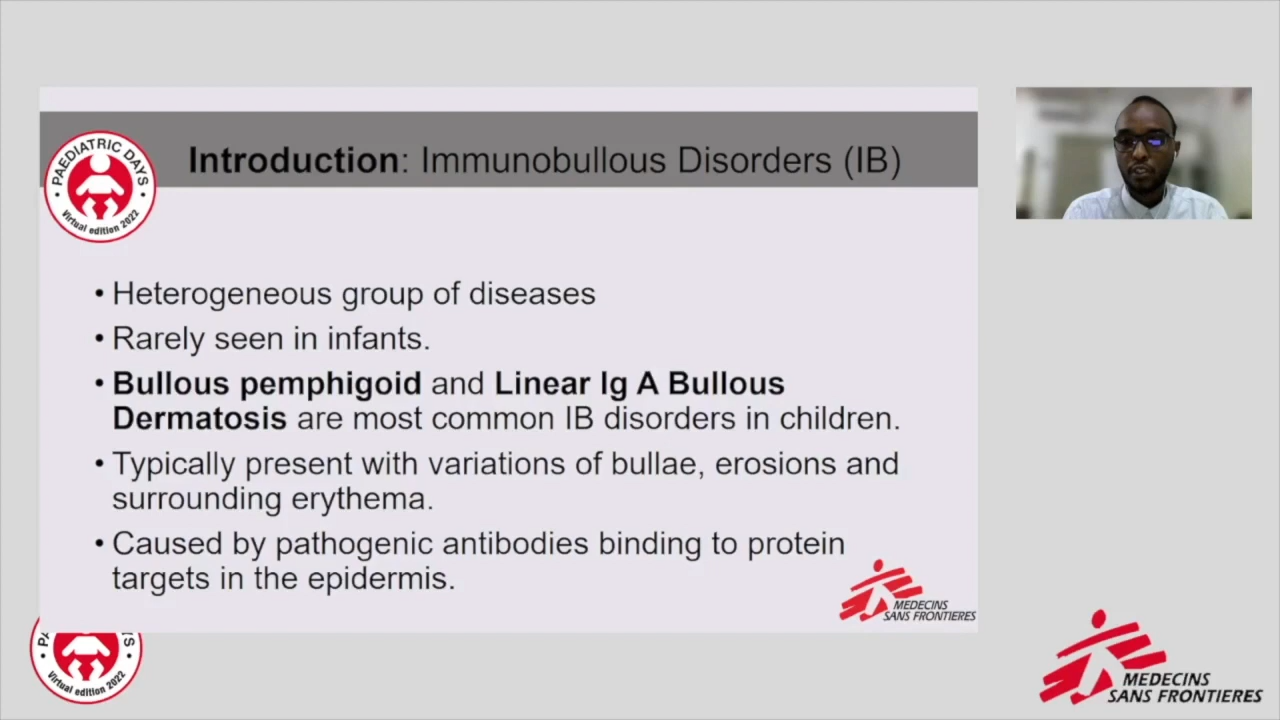 PAEDIATRIC DAYS
Virtual edition 2022
Introduction: Immunobullous Disorders (IB)
• Heterogeneous group of diseases
• Rarely seen in infants.
• Bullous pemphigoid and Linear Ig A Bullous
Dermatosis are most common IB disorders in children.
• Typically present with variations of bullae, erosions and
surrounding erythema.
• Caused by pathogenic antibodies binding to protein
targets in the epidermis.
MEDECINS
SANS FRONTIERES
Virtual edition 2022
MEDECINS
SANS FRONTIERES